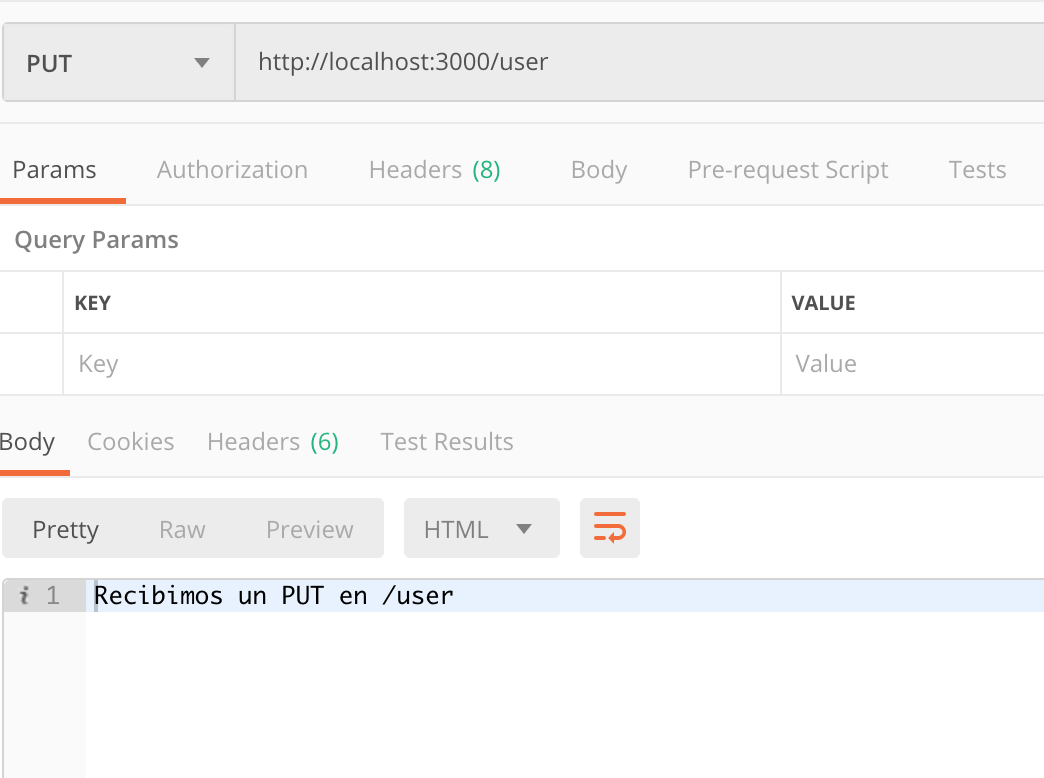 PUT http://localhost:3000/user
Params Authorization Headers (8) Body Pre-request Script Tests
Query Params
KEY VALUE
Key Value
Body Cookies Headers (6) Test Results
Pretty Raw Preview HTML
i 1 Recibimos un PUT en /user